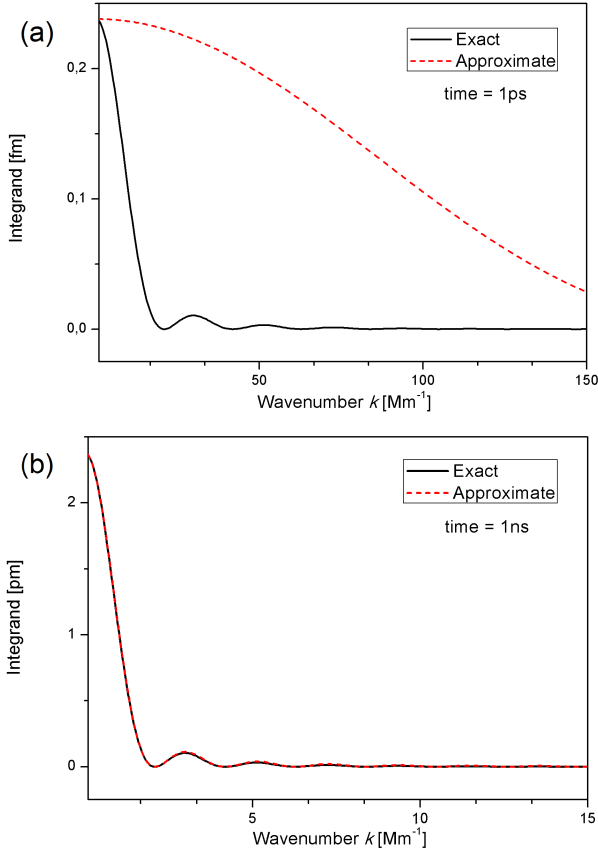 (a)
Exact
Approximate
time = 1ps
Integrand [fm]
0,2
0,1
0,0
50
100
150
Wavenumber k [Mm⁻¹]
(b)
Exact
Approximate
time = 1ns
Integrand [pm]
2
1
0
5
10
15
Wavenumber k [Mm⁻¹]